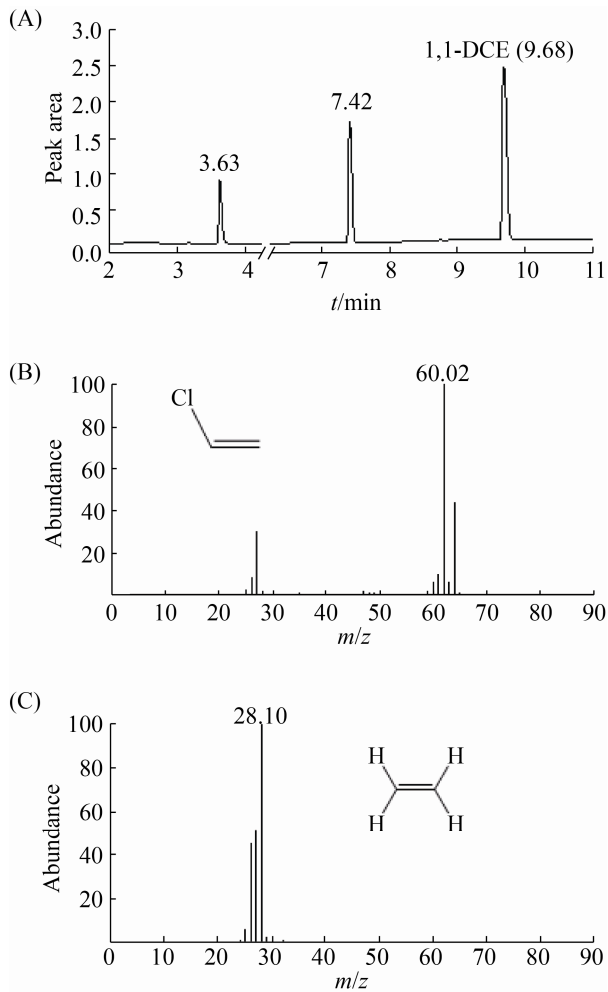 (A)
3.0
2.5
2.0
1.5
1.0
0.5
0.0
Peak area
3.63
7.42
1,1-DCE (9.68)
2 3 4 7 8 9 10 11
t/min
(B)
100
80
60
40
20
Abundance
Cl
60.02
0 10 20 30 40 50 60 70 80 90
m/z
(C)
100
80
60
40
20
Abundance
28.10
H H
H H
0 10 20 30 40 50 60 70 80 90
m/z